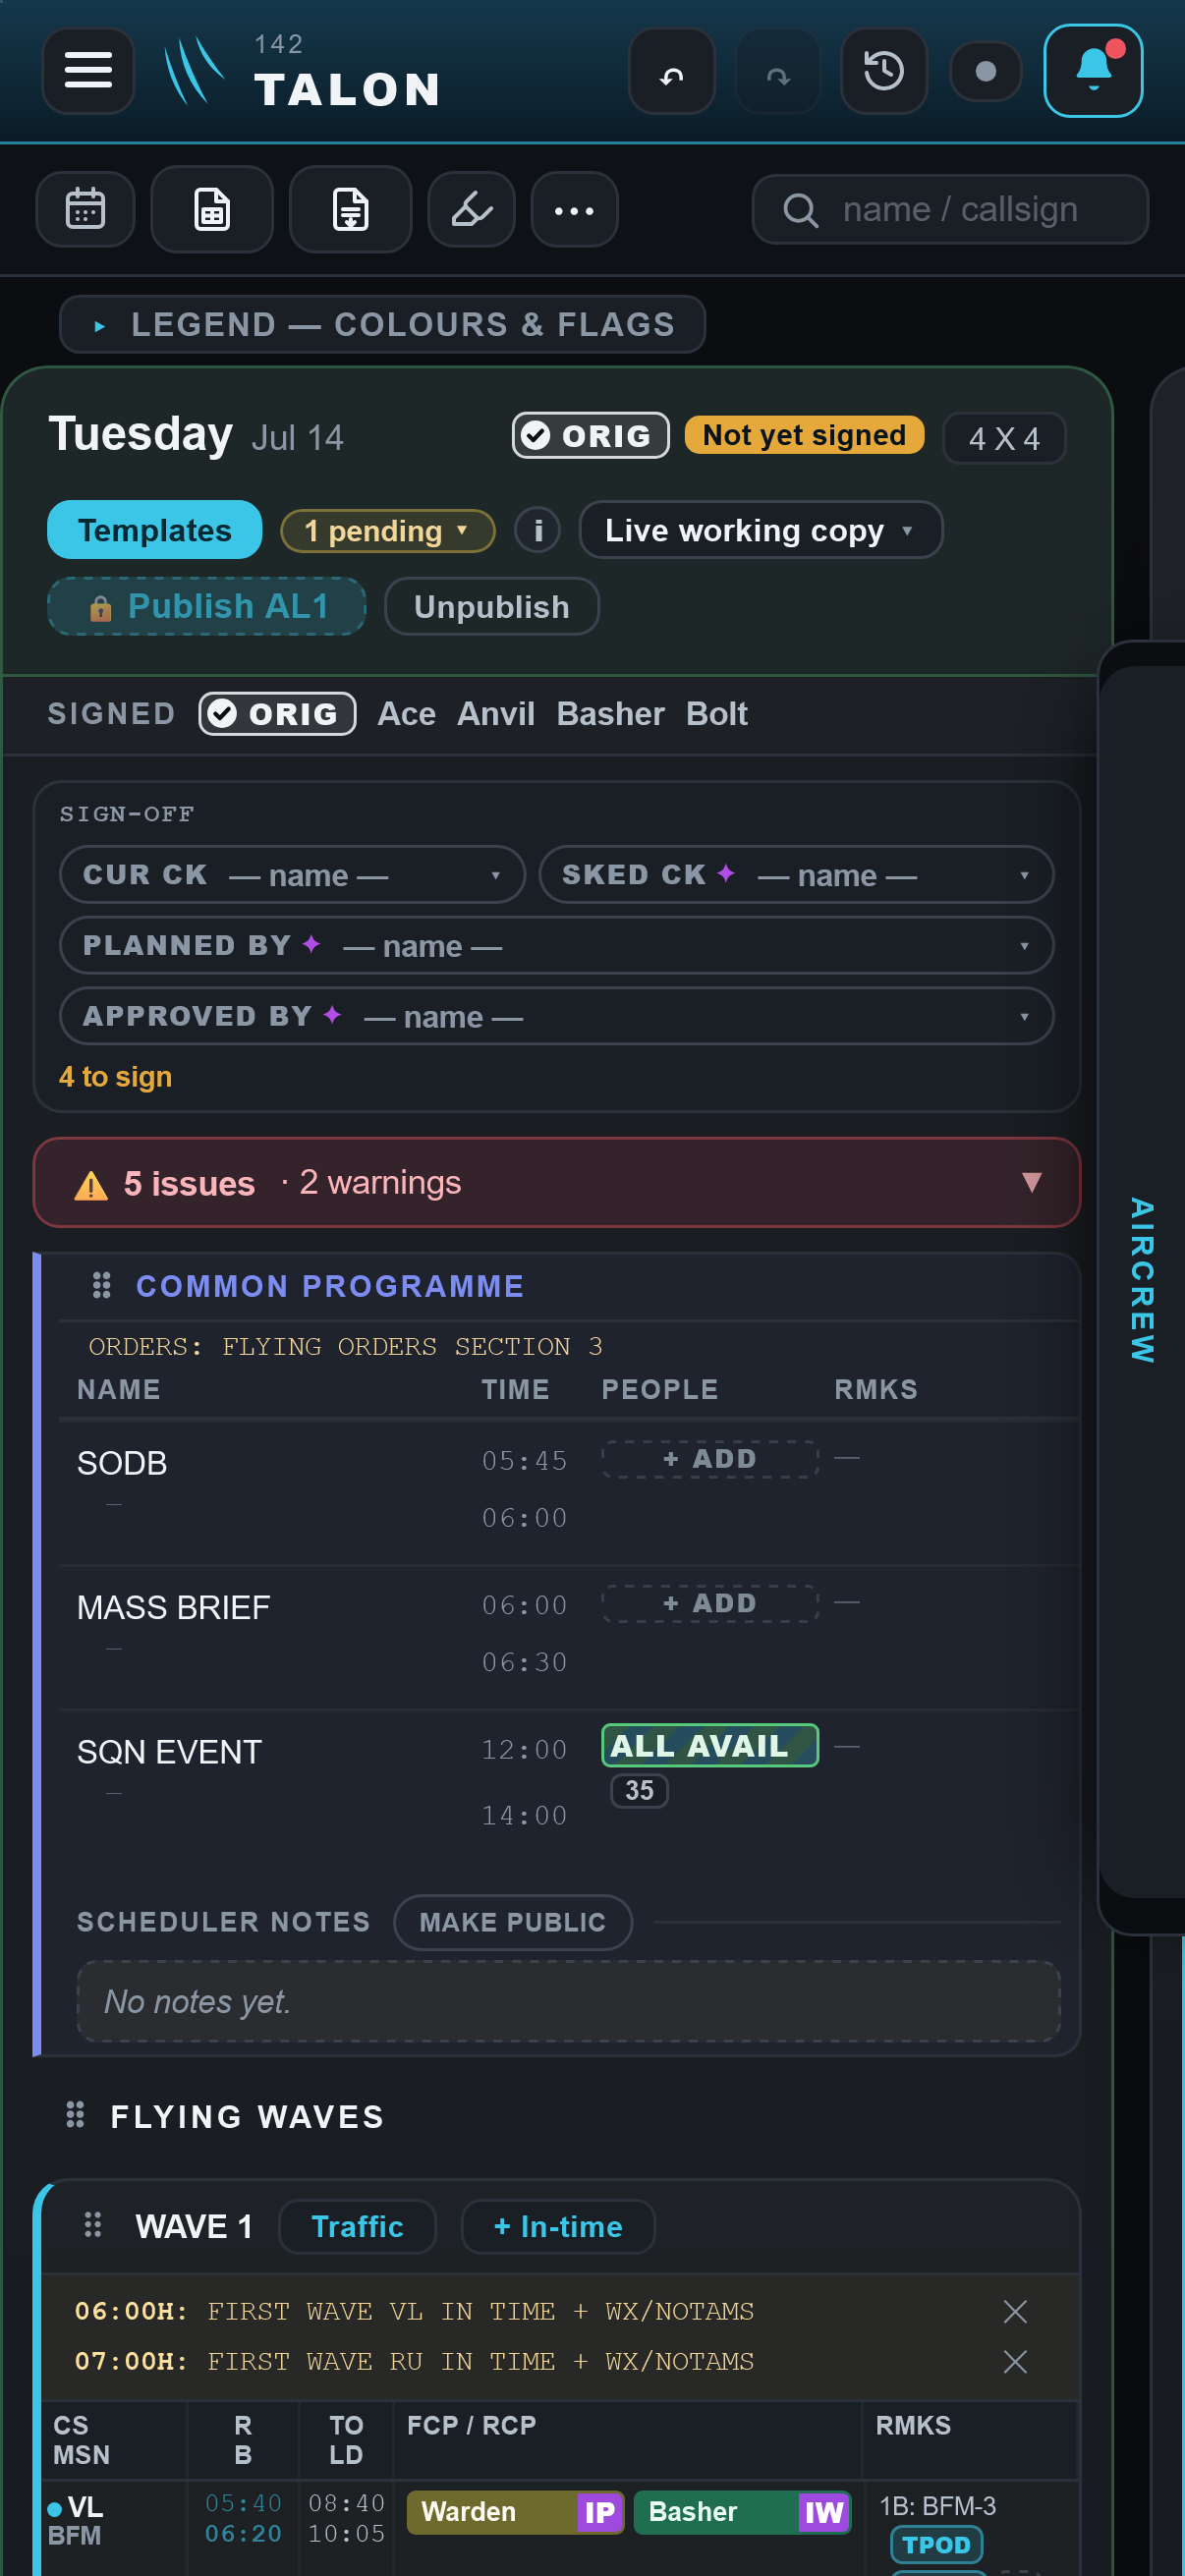 142
TALON
name / callsign
▸ LEGEND — COLOURS & FLAGS
Tuesday Jul 14 ORIG Not yet signed 4 X 4
Templates 1 pending ▾ i Live working copy ▾
Publish AL1 Unpublish
SIGNED ORIG Ace Anvil Basher Bolt
SIGN-OFF
CUR CK — name — ▾ SKED CK ✦ — name — ▾
PLANNED BY ✦ — name — ▾
APPROVED BY ✦ — name — ▾
4 to sign
5 issues · 2 warnings ▼
AIRCREW
COMMON PROGRAMME
ORDERS: FLYING ORDERS SECTION 3
NAME TIME PEOPLE RMKS
SODB 05:45 + ADD —
— 06:00
MASS BRIEF 06:00 + ADD —
— 06:30
SQN EVENT 12:00 ALL AVAIL —
— 35
14:00
SCHEDULER NOTES MAKE PUBLIC
No notes yet.
FLYING WAVES
WAVE 1 Traffic + In-time
06:00H: FIRST WAVE VL IN TIME + WX/NOTAMS
07:00H: FIRST WAVE RU IN TIME + WX/NOTAMS
CS R TO FCP / RCP RMKS
MSN B LD
VL 05:40 08:40 Warden IP Basher IW 1B: BFM-3
BFM 06:20 10:05
TPOD